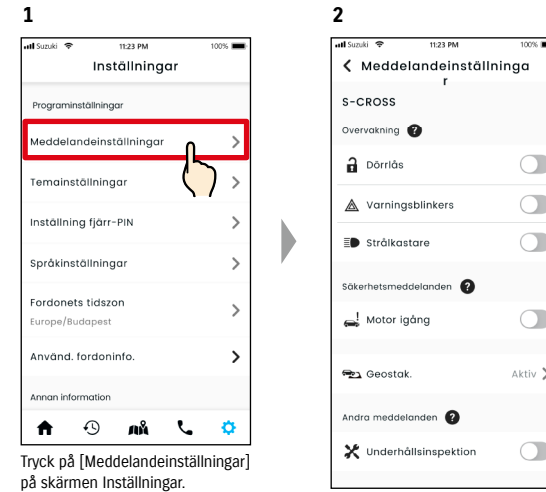 1
Suzuki 11:23 PM 100%
Inställningar
Programinställningar
Meddelandeinställningar
Temainställningar
Inställning fjärr-PIN
Språkinställningar
Fordonets tidszon
Europe/Budapest
Använd. fordoninfo.
Annan information
Tryck på [Meddelandeinställningar]
på skärmen Inställningar.
2
Suzuki 11:23 PM 100%
Meddelandeinställninga
r
S-CROSS
Overvakning ?
Dörrlås
Varningsblinkers
Strålkastare
Säkerhetsmeddelanden ?
Motor igång
Geostak. Aktiv
Andra meddelanden ?
Underhållsinspektion